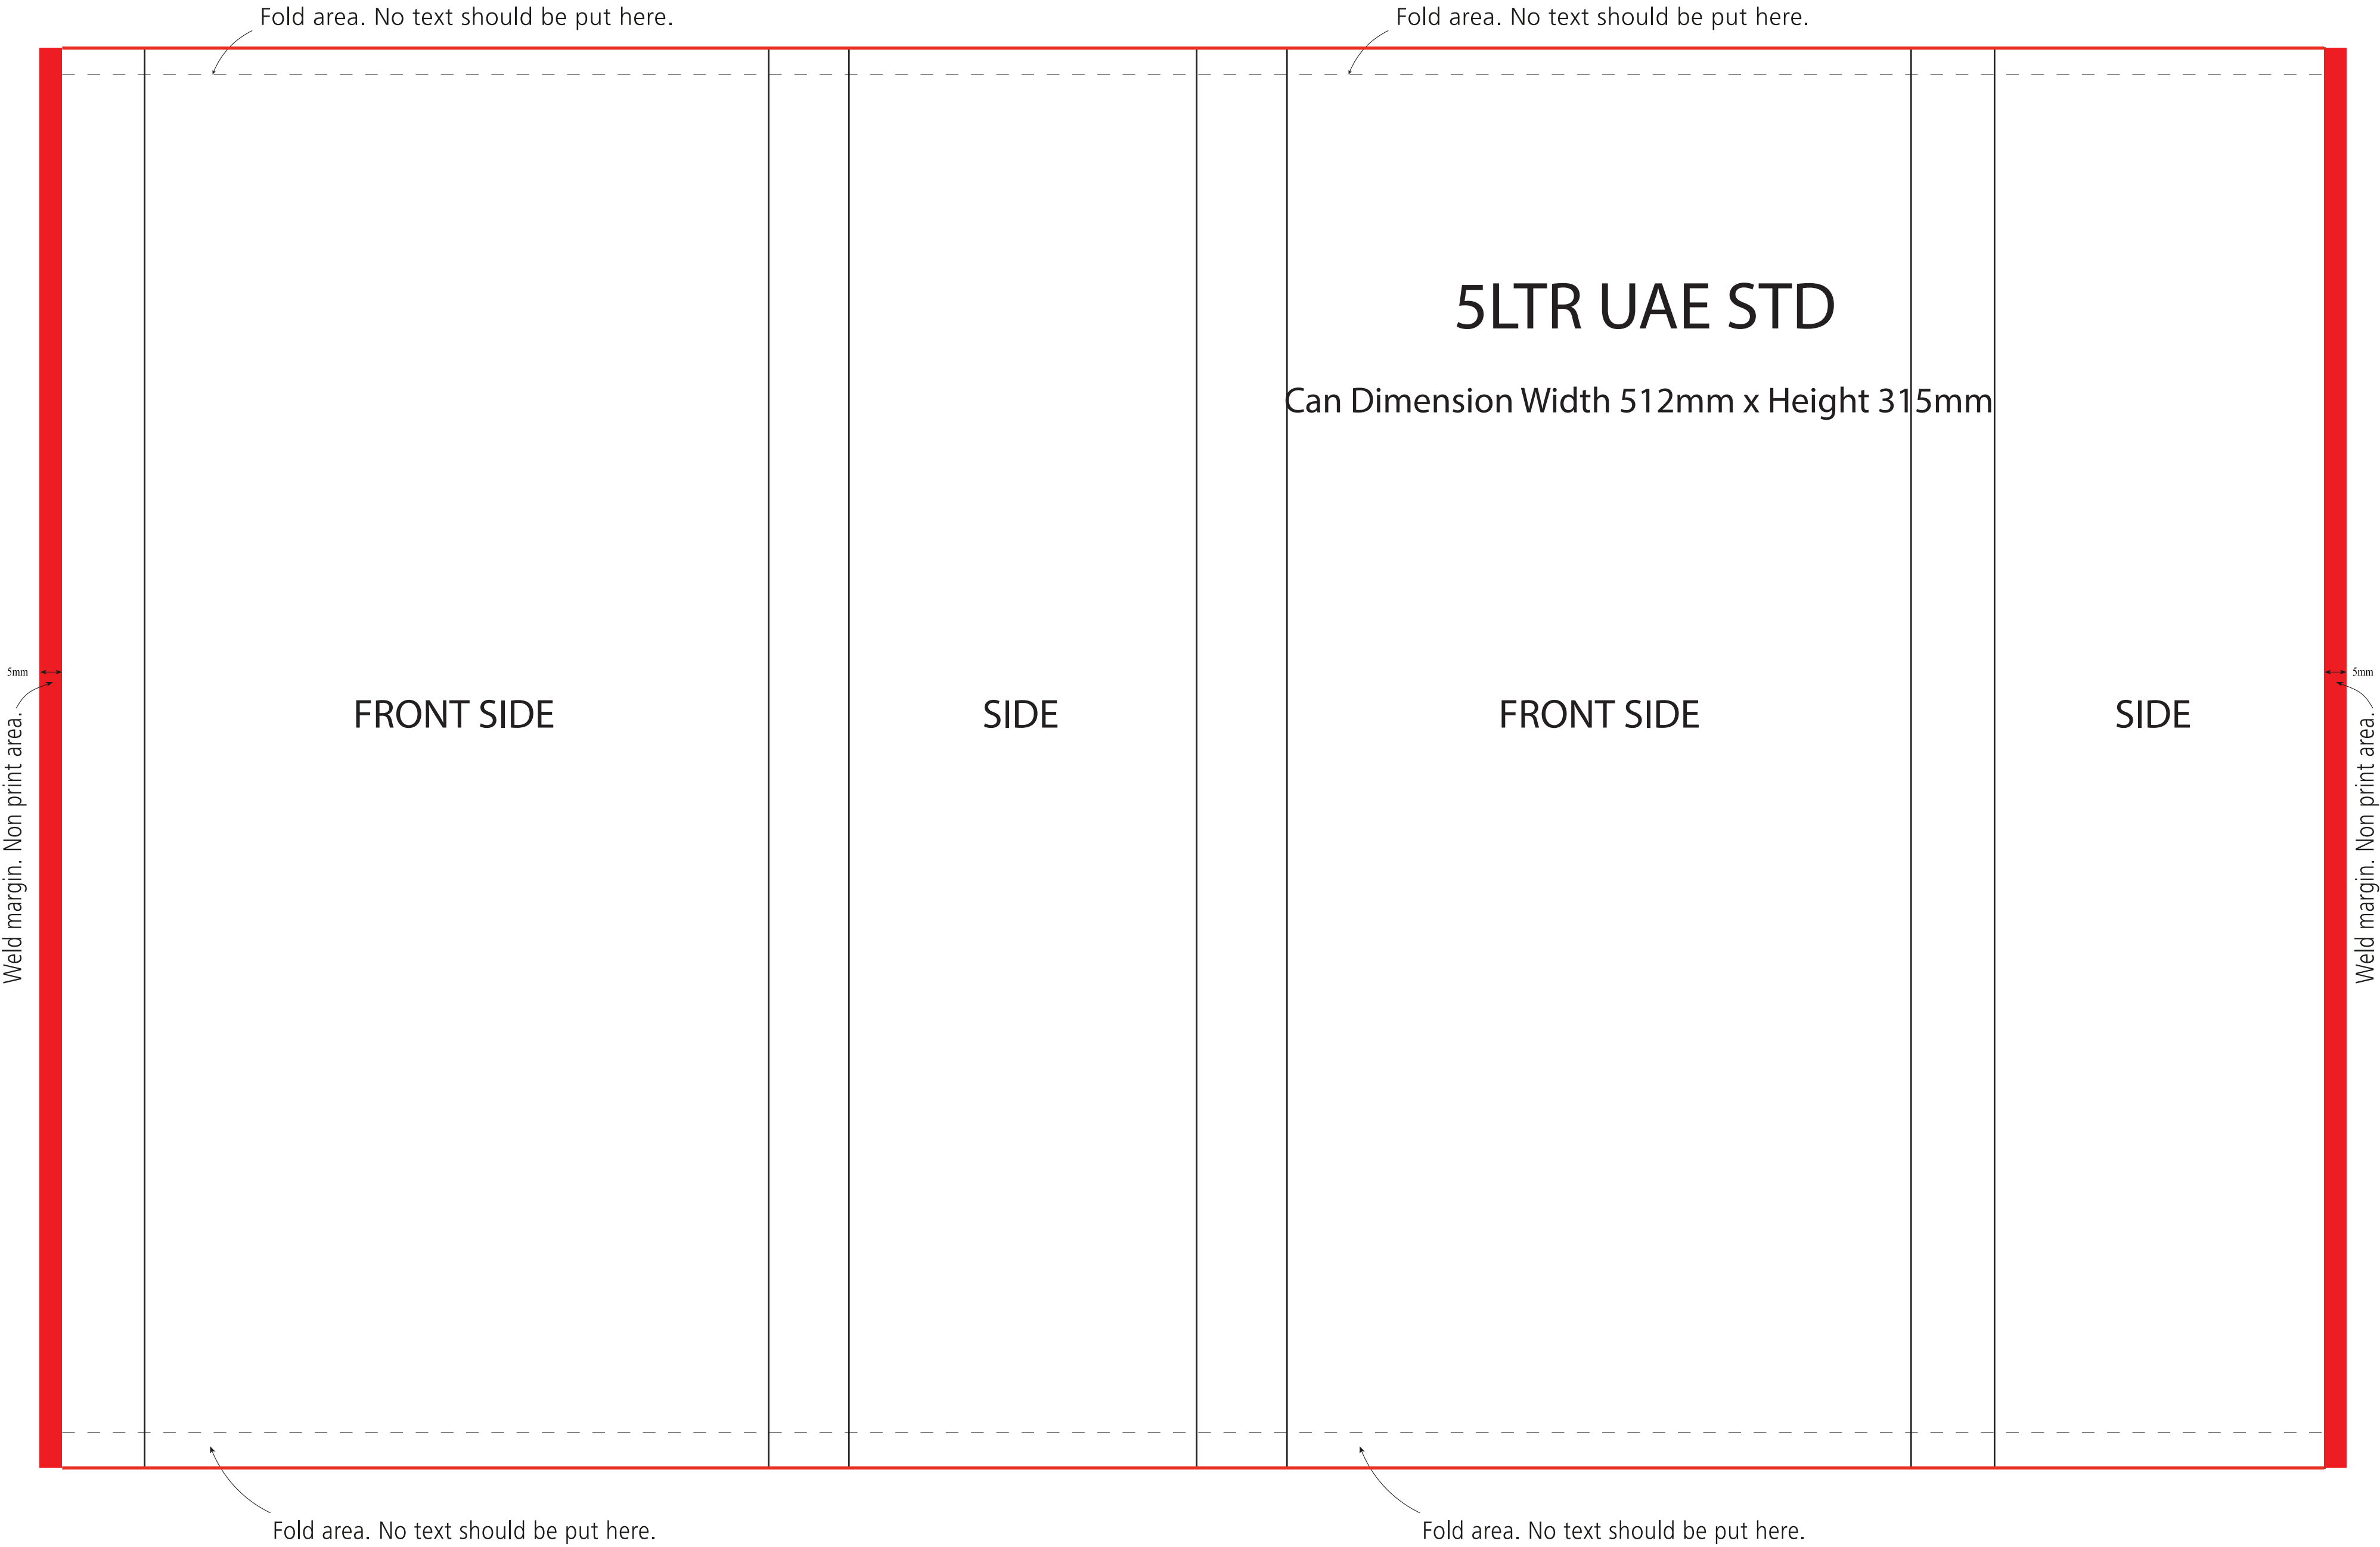 Fold area. No text should be put here.
Fold area. No text should be put here.
5LTR UAE STD
Can Dimension Width 512mm x Height 315mm
5mm
5mm
Weld margin. Non print area.
FRONT SIDE
SIDE
FRONT SIDE
SIDE
Weld margin. Non print area.
Fold area. No text should be put here.
Fold area. No text should be put here.